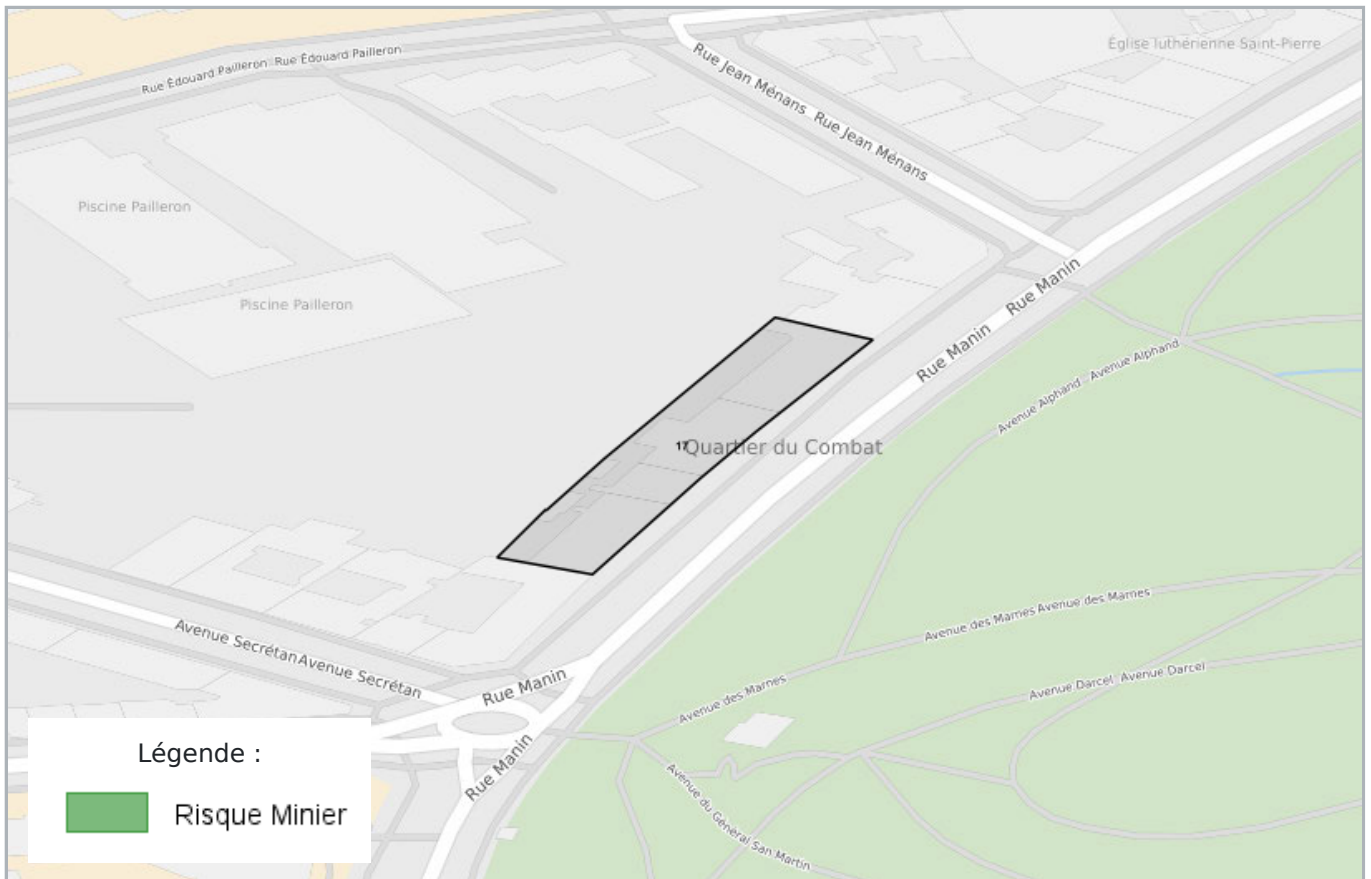 Rue Édouard Pailleron Rue Édouard Pailleron
Rue Jean Ménans Rue Jean Ménans
Église luthérienne Saint-Pierre
Piscine Pailleron
Piscine Pailleron
Rue Manin Rue Manin
Avenue Alphand Avenue Alphand
17
Quartier du Combat
Avenue des Marnes Avenue des Marnes
Avenue Secrétan Avenue Secrétan
Rue Manin
Avenue des Marnes
Avenue Darcel Avenue Darcel
Rue Manin
Avenue du Général San Martin
Légende :
Risque Minier